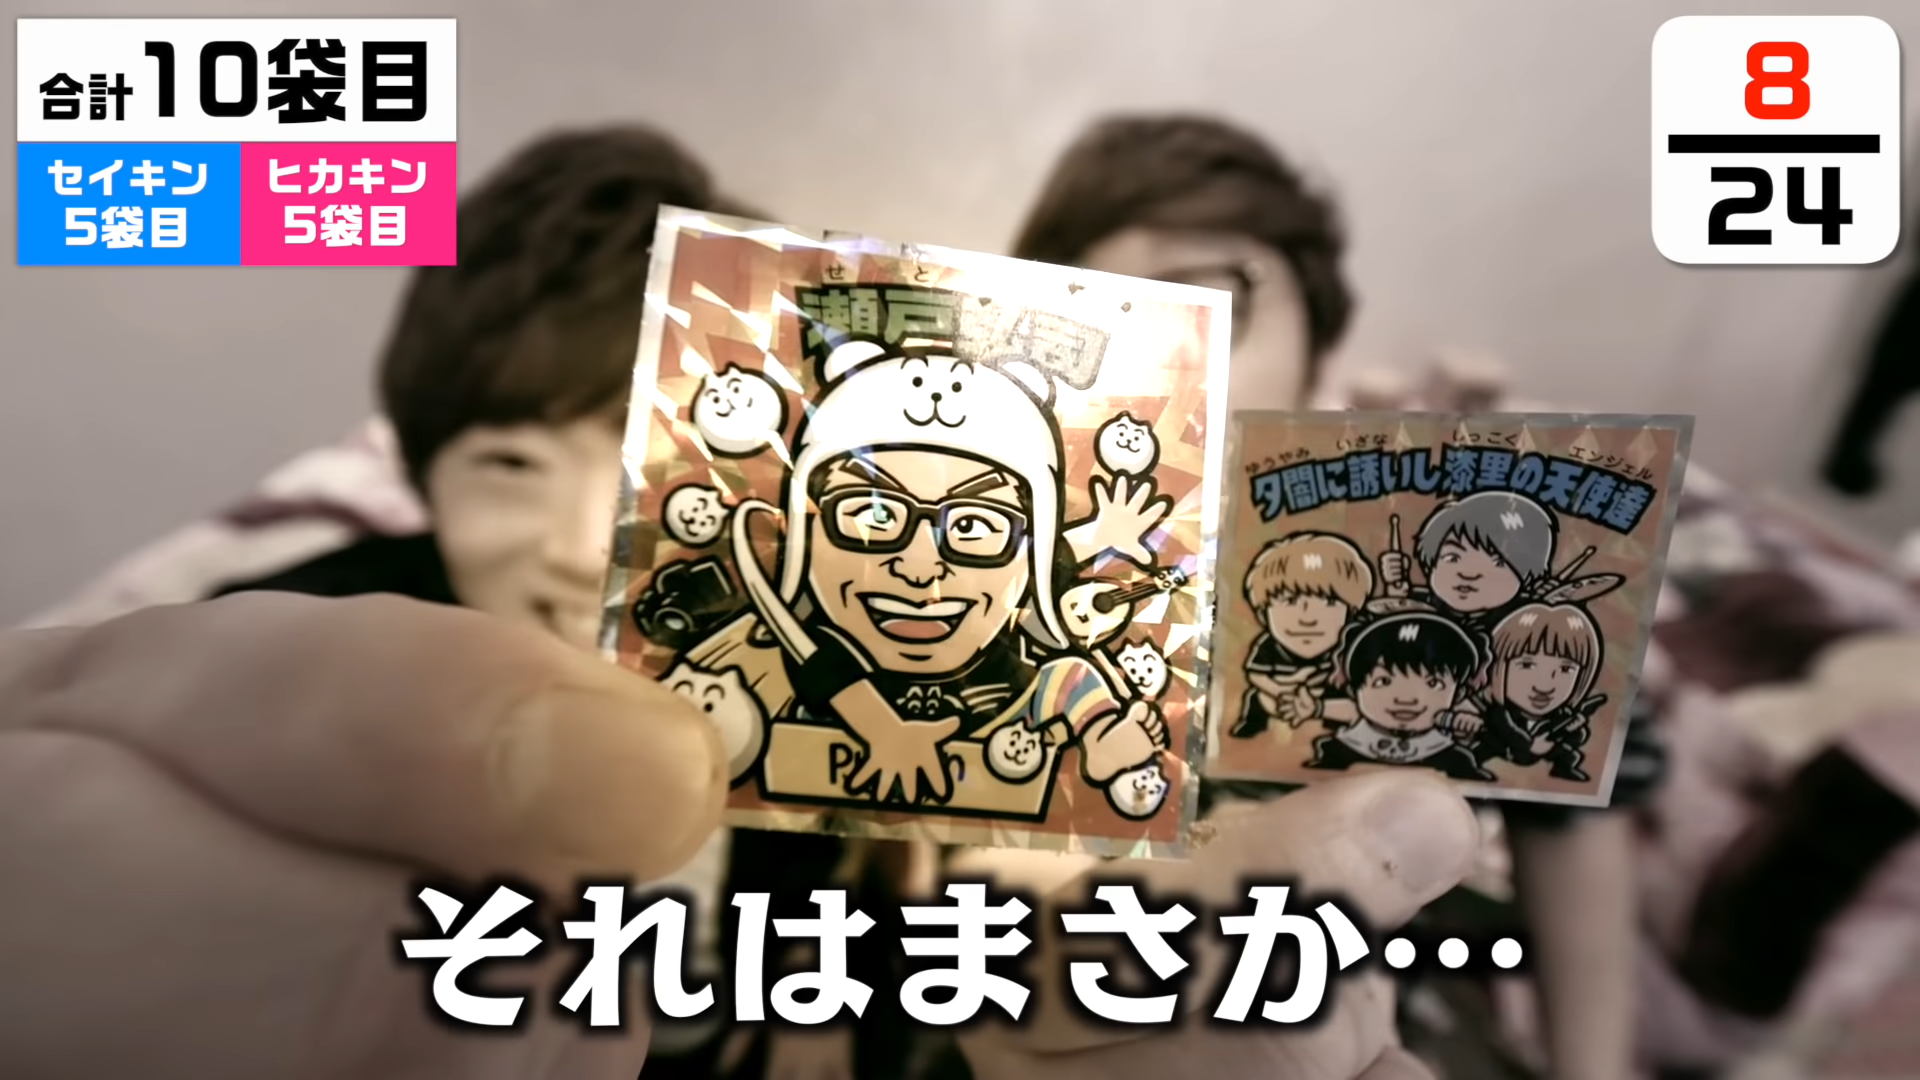 合計10袋目
セイキン
5袋目
ヒカキン
5袋目
8
24
せと
瀬戸弘司
ゆうやみ いざな しっこく エンジェル
夕闇に誘いし漆黒の天使達
それはまさか…